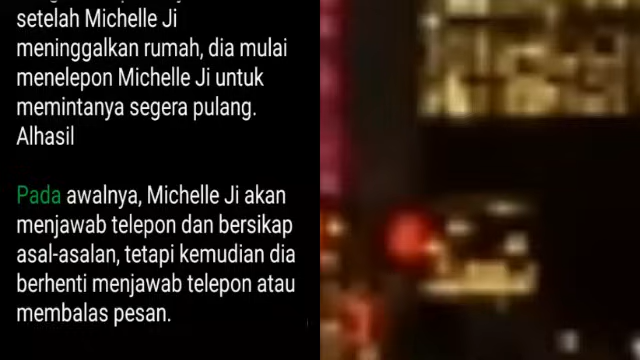 setelah Michelle Ji
meninggalkan rumah, dia mulai
menelepon Michelle Ji untuk
memintanya segera pulang.
Alhasil
Pada awalnya, Michelle Ji akan
menjawab telepon dan bersikap
asal-asalan, tetapi kemudian dia
berhenti menjawab telepon atau
membalas pesan.